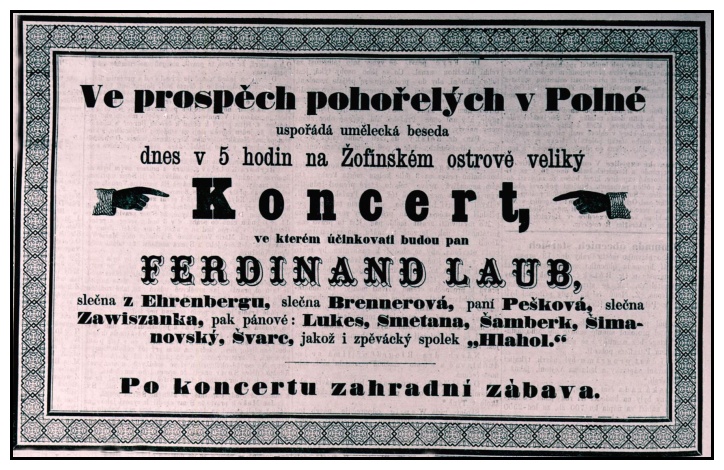 Ve prospěch pohořelých v Polné
uspořádá umělecká beseda
dnes v 5 hodin na Žofínském ostrově veliký
Koncert,
ve kterém účinkovati budou pan
FERDINAND LAUB,
slečna z Ehrenbergu, slečna Brennerová, paní Pešková, slečna
Zawiszanka, pak pánové: Lukes, Smetana, Šamberk, Šima-
novský, Švarc, jakož i zpěvácký spolek „Hlahol.“
Po koncertu zahradní zábava.